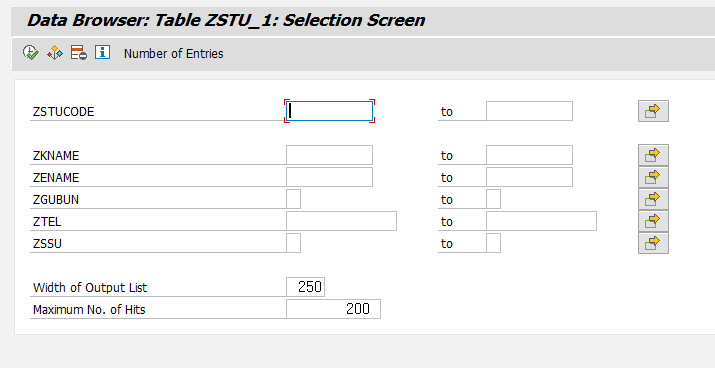 Data Browser: Table ZSTU_1: Selection Screen
Number of Entries
ZSTUCODE to
ZKNAME to
ZENAME to
ZGUBUN to
ZTEL to
ZSSU to
Width of Output List 250
Maximum No. of Hits 200